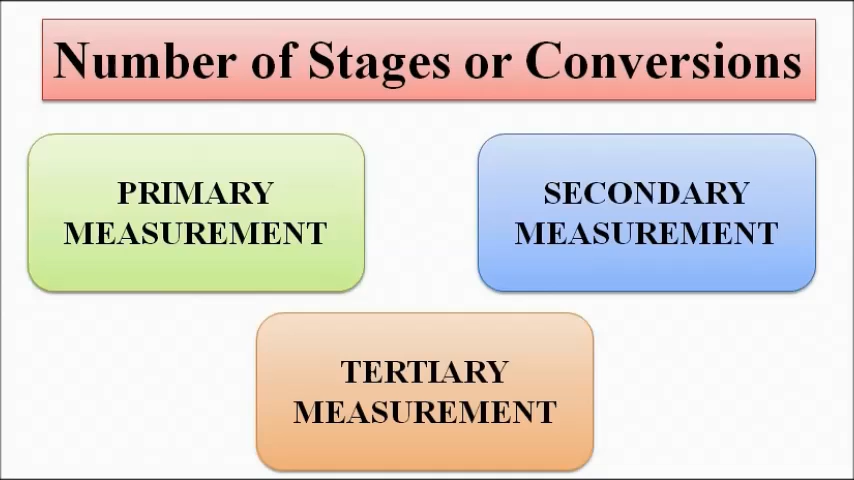 Number of Stages or Conversions
PRIMARY
MEASUREMENT
SECONDARY
MEASUREMENT
TERTIARY
MEASUREMENT